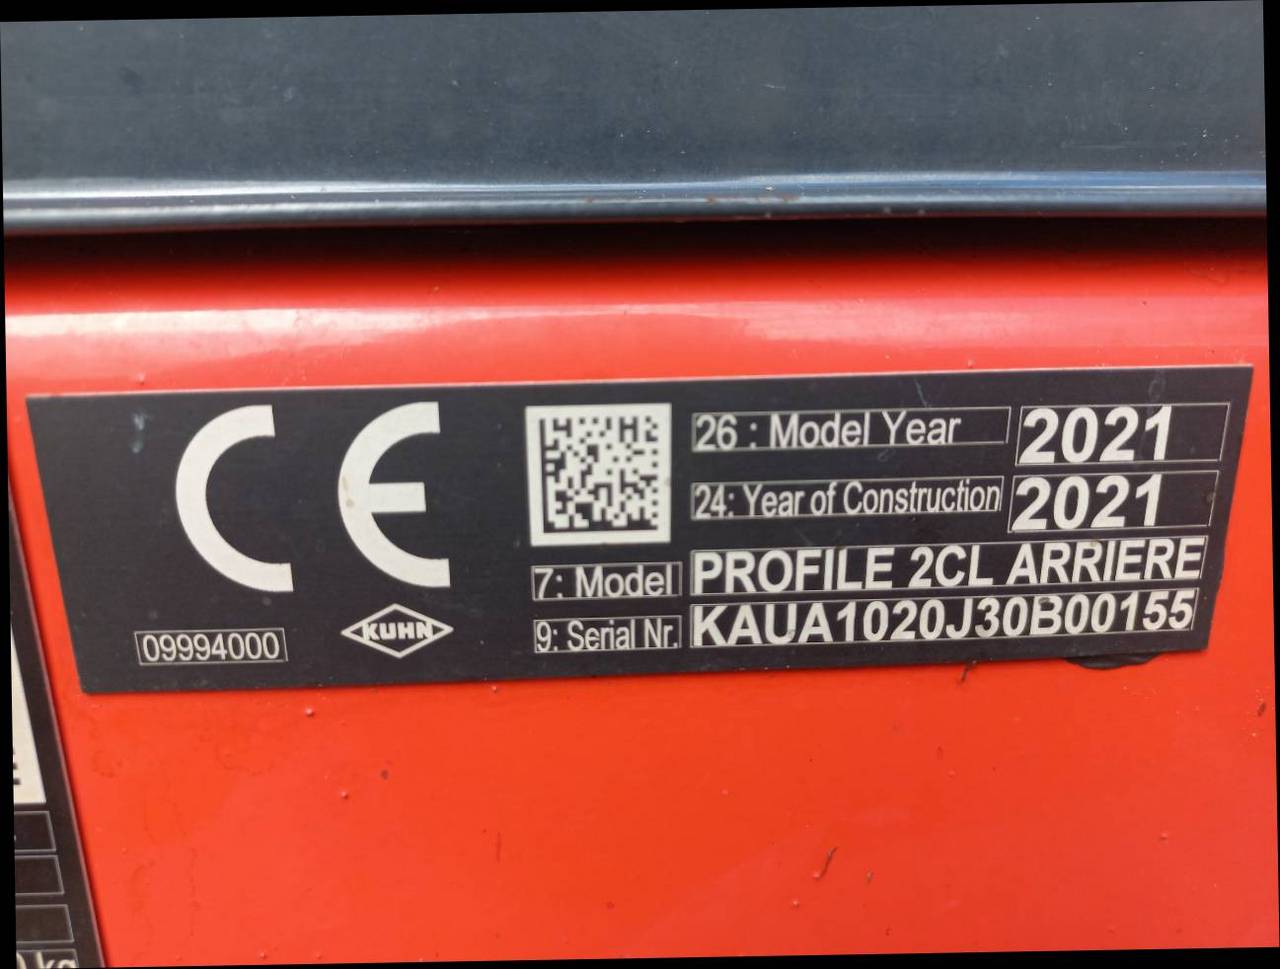 CE
26 : Model Year 2021
24: Year of Construction 2021
7: Model PROFILE 2CL ARRIERE
9: Serial Nr. KAUA1020J30B00155
09994000
KUHN
kg